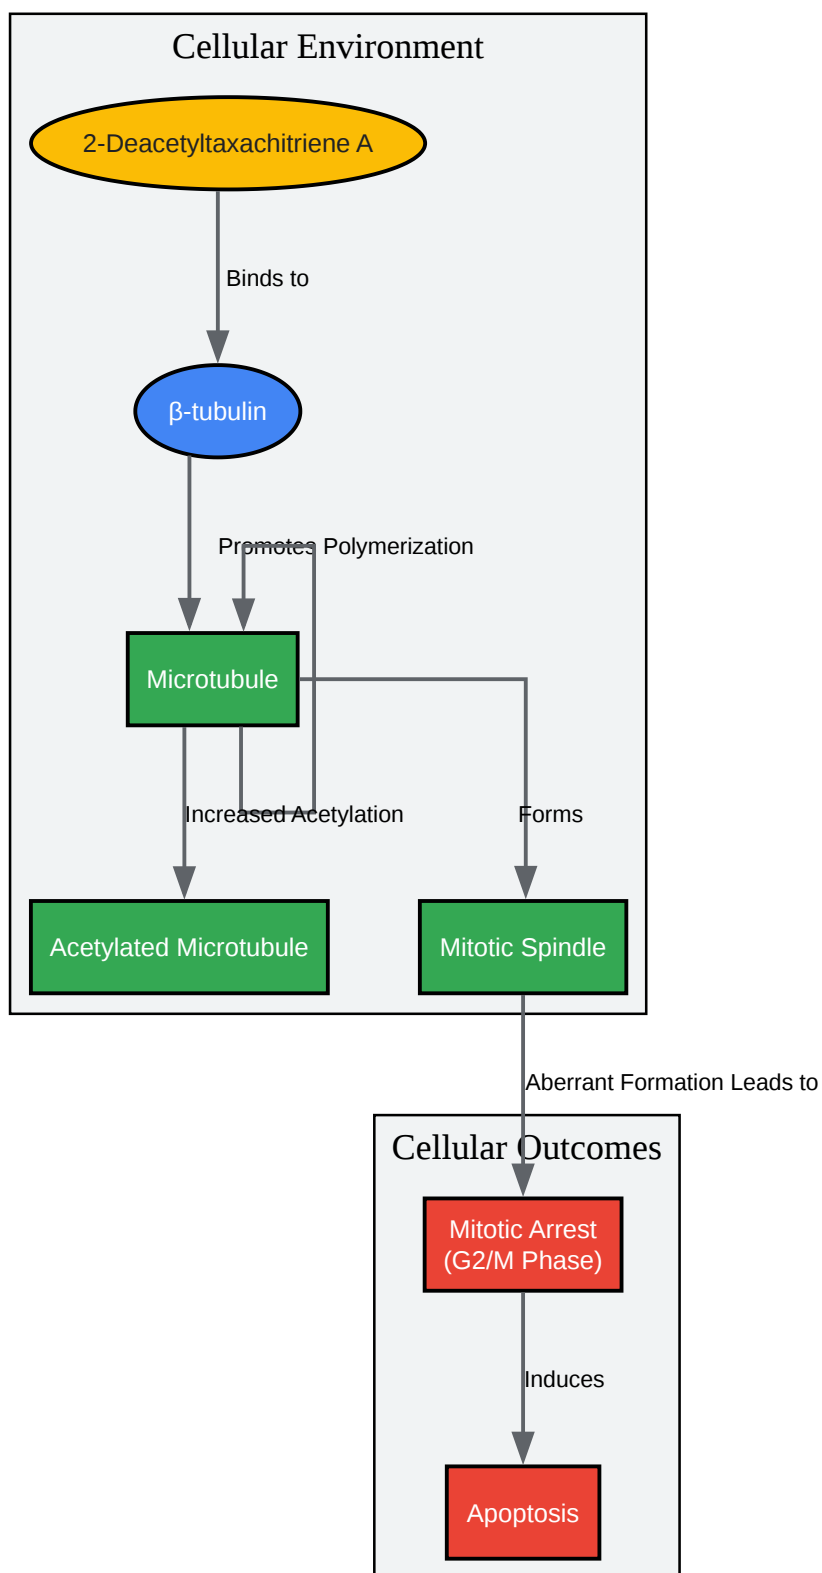 Cellular Environment
2-Deacetyltaxachitriene A
Binds to
β-tubulin
Promotes Polymerization
Microtubule
Increased Acetylation
Forms
Acetylated Microtubule
Mitotic Spindle
Aberrant Formation Leads to
Cellular Outcomes
Mitotic Arrest
(G2/M Phase)
Induces
Apoptosis